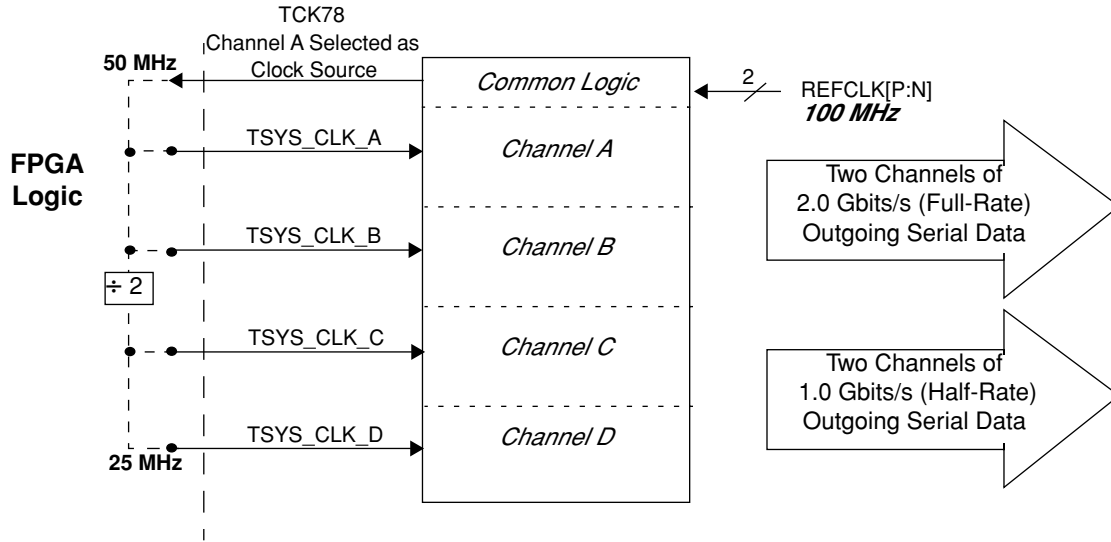 TCK78
Channel A Selected as
Clock Source
50 MHz
Common Logic
2
REFCLK[P:N]
100 MHz
TSYS_CLK_A
Channel A
FPGA
Logic
Two Channels of
2.0 Gbits/s (Full-Rate)
Outgoing Serial Data
TSYS_CLK_B
Channel B
÷ 2
TSYS_CLK_C
Channel C
Two Channels of
1.0 Gbits/s (Half-Rate)
Outgoing Serial Data
TSYS_CLK_D
Channel D
25 MHz